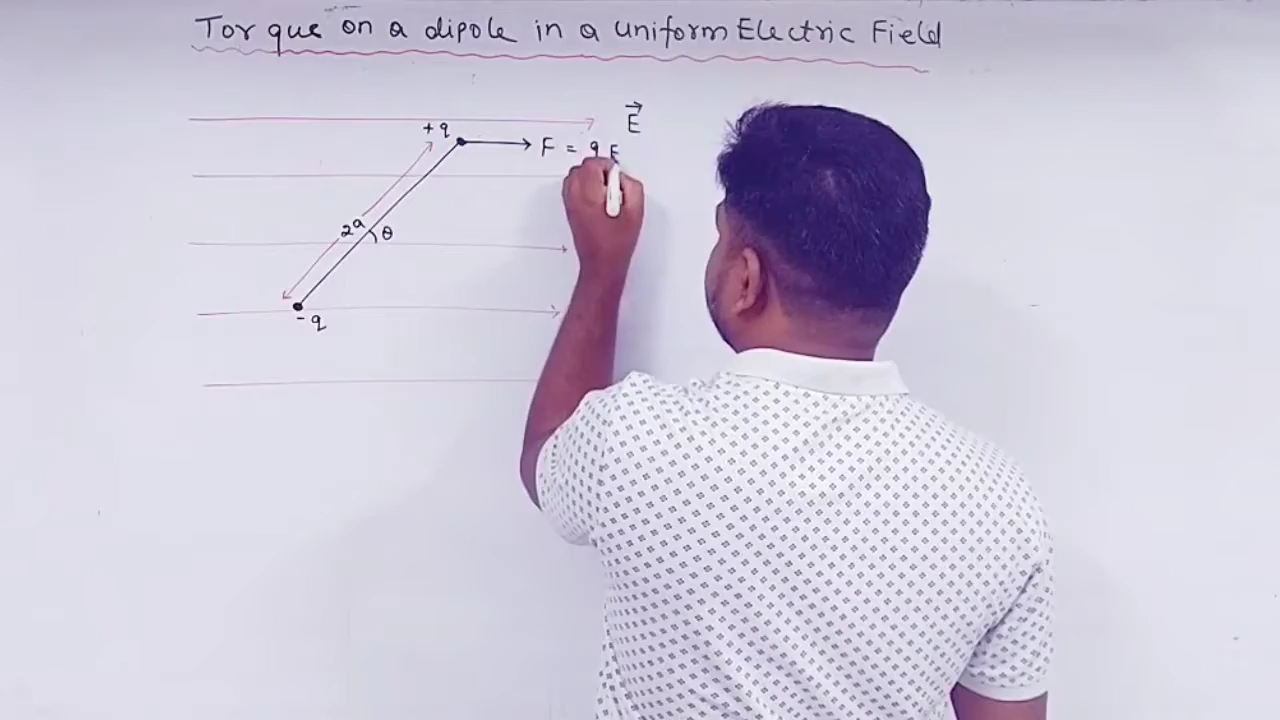 Torque on a dipole in a uniform Electric Field
E⃗
+q
F = qE
2a
θ
-q